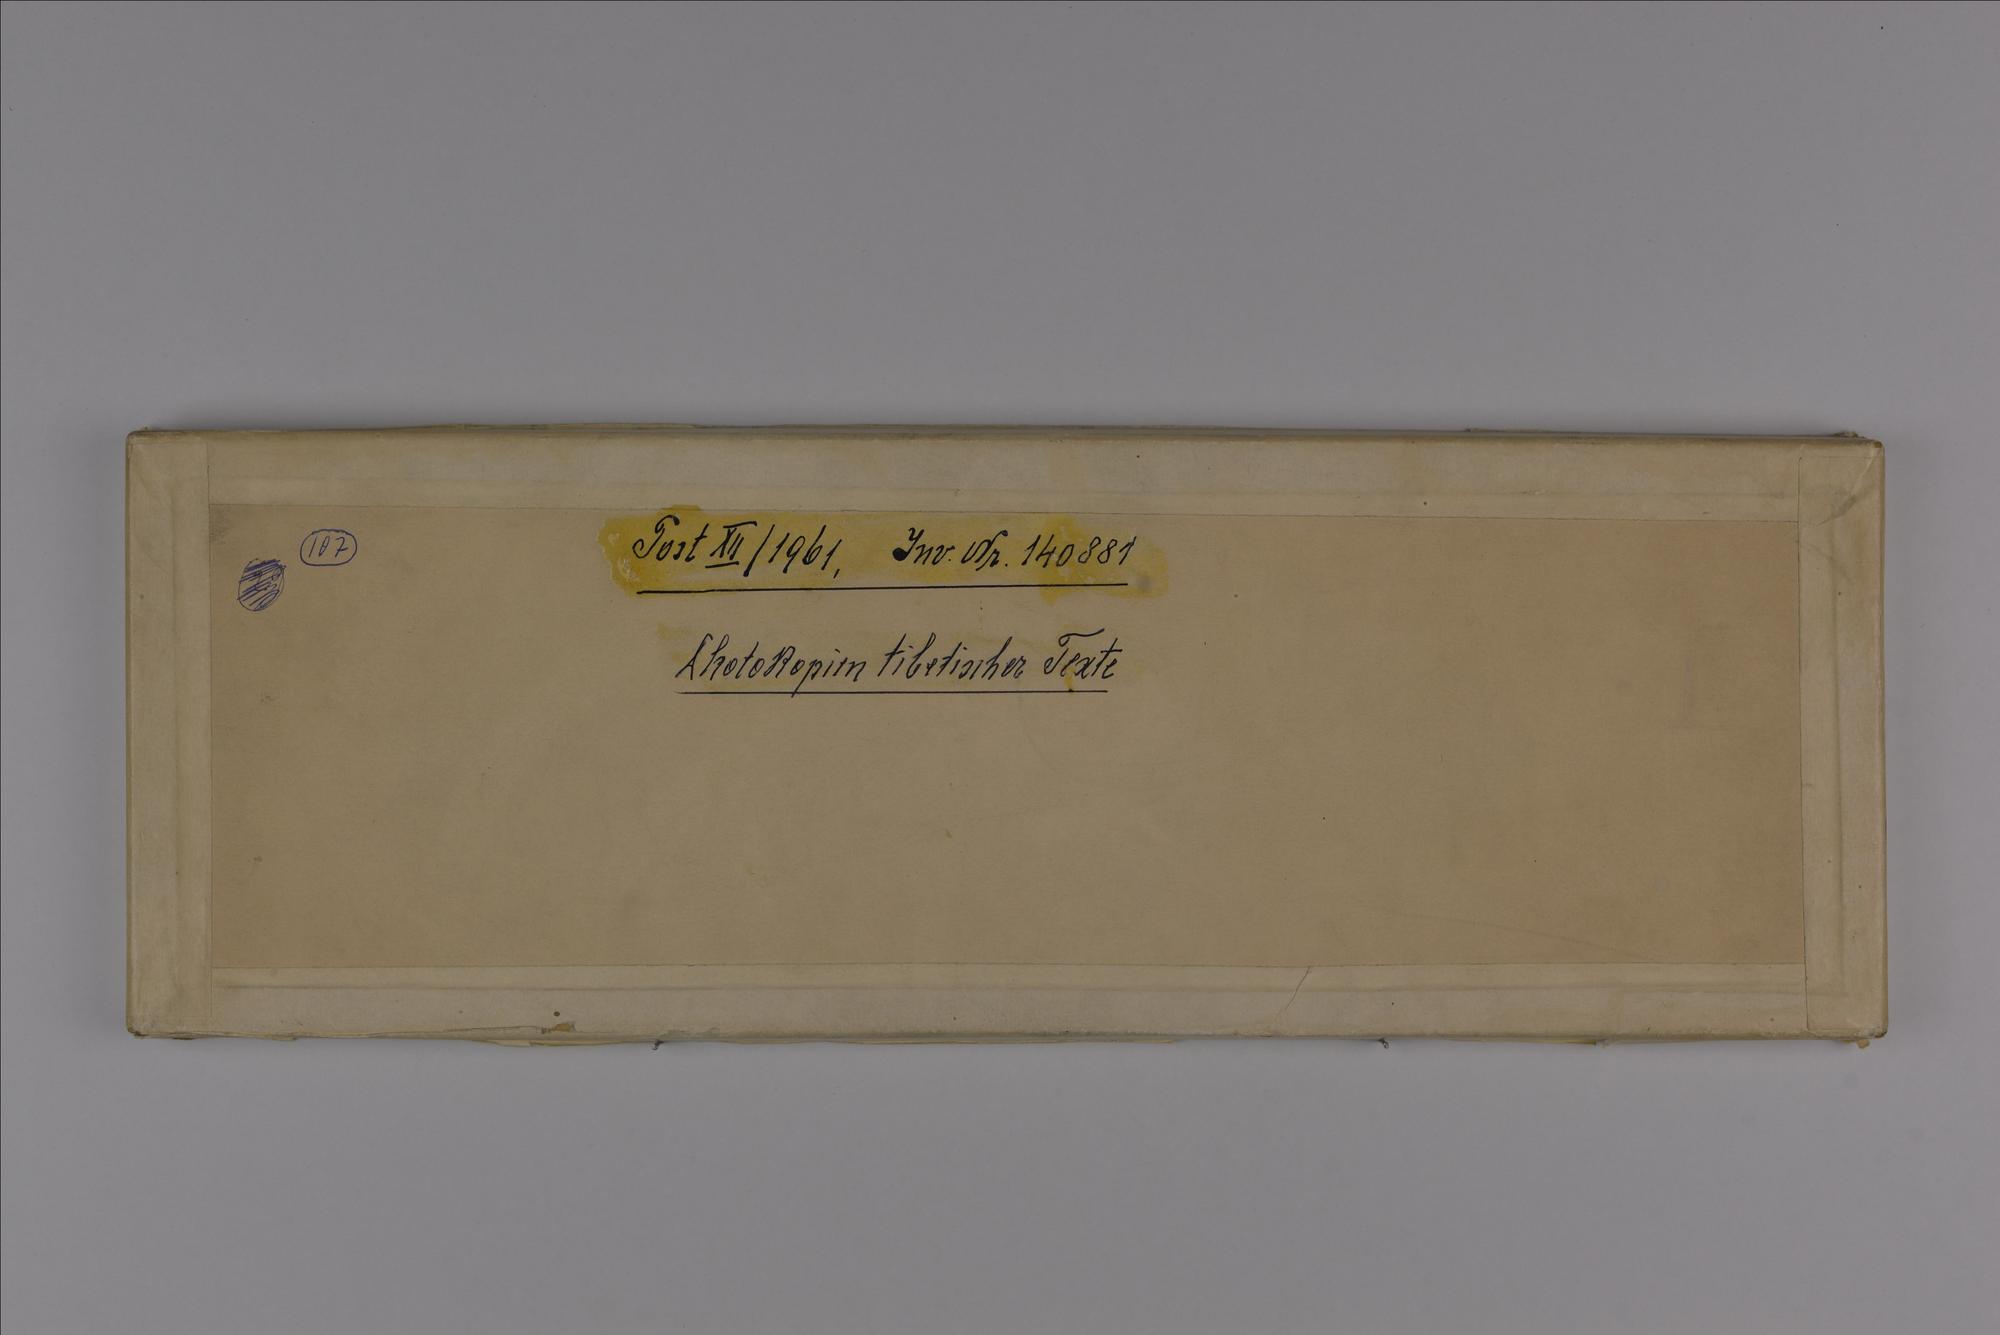 107
Post XII/1961, Inv. Nr. 140881
Photokopien tibetischer Texte